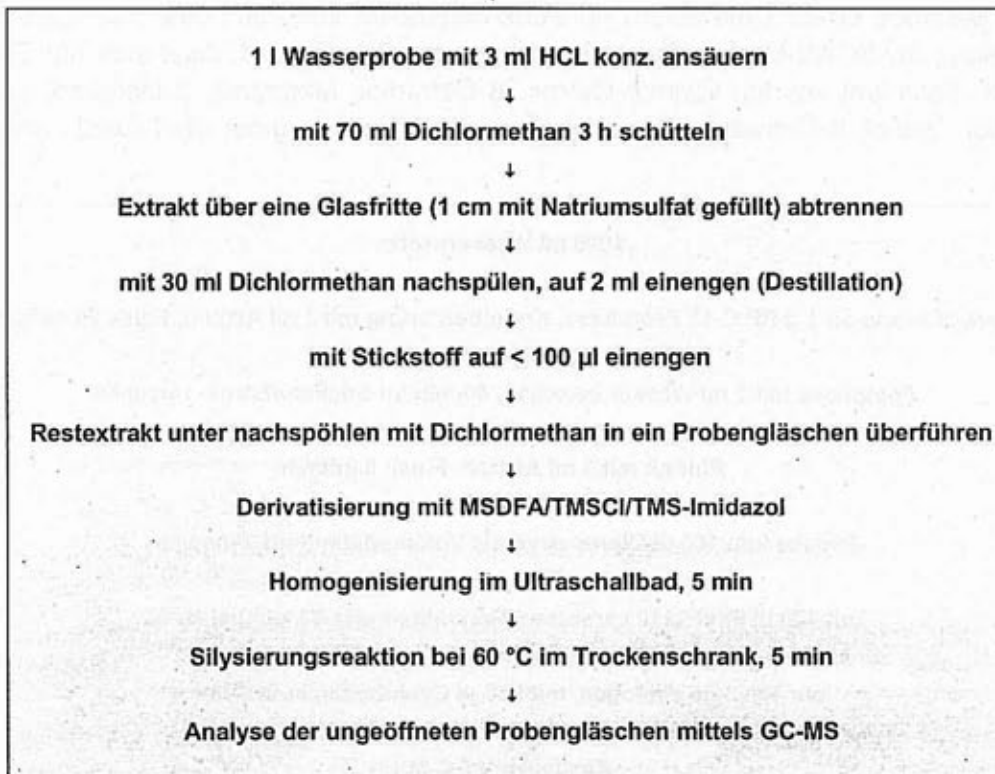 1 l Wasserprobe mit 3 ml HCL konz. ansäuern
↓
mit 70 ml Dichlormethan 3 h schütteln
↓
Extrakt über eine Glasfritte (1 cm mit Natriumsulfat gefüllt) abtrennen
↓
mit 30 ml Dichlormethan nachspülen, auf 2 ml einengen (Destillation)
↓
mit Stickstoff auf < 100 µl einengen
↓
Restextrakt unter nachspöhlen mit Dichlormethan in ein Probengläschen überführen
↓
Derivatisierung mit MSDFA/TMSCl/TMS-Imidazol
↓
Homogenisierung im Ultraschallbad, 5 min
↓
Silysierungsreaktion bei 60 °C im Trockenschrank, 5 min
↓
Analyse der ungeöffneten Probengläschen mittels GC-MS